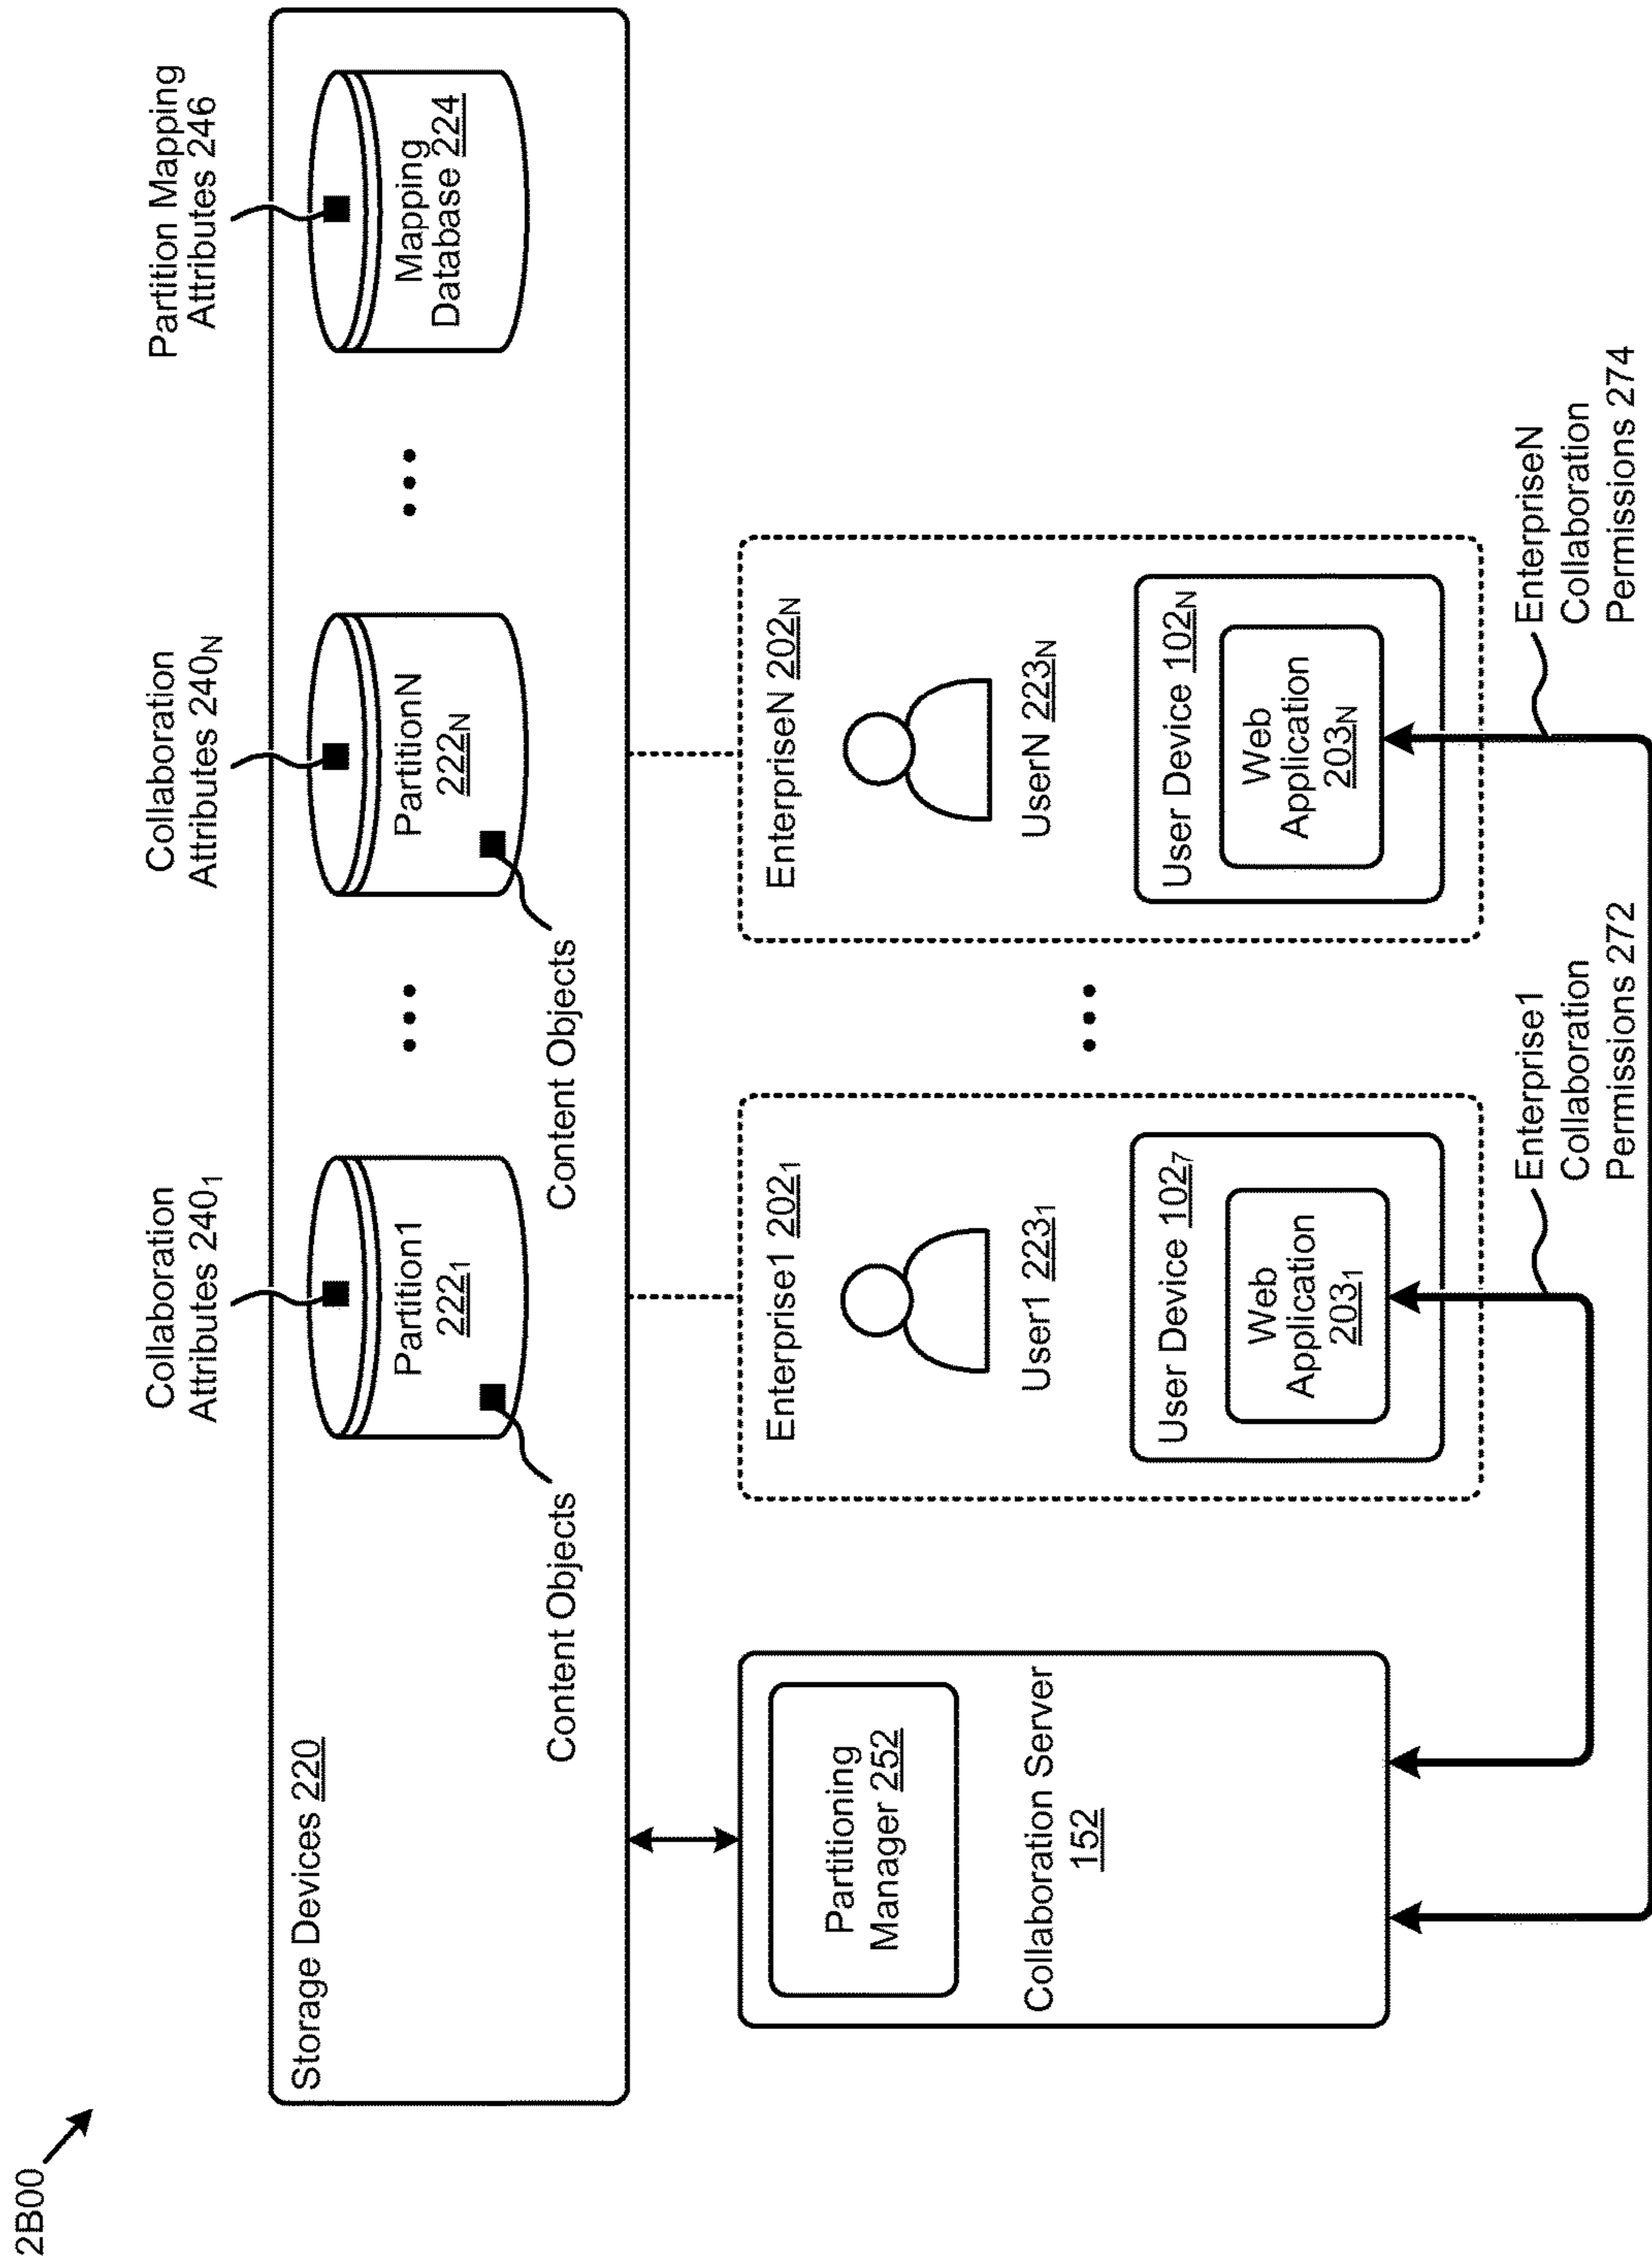 2B00
Storage Devices 220
Collaboration
Attributes 240₁
Collaboration
Attributes 240N
Partition Mapping
Attributes 246
Partition1
222₁
PartitionN
222N
Mapping
Database 224
Content Objects
Content Objects
Partitioning
Manager 252
Collaboration Server
152
Enterprise1 202₁
User1 223₁
User Device 102₇
Web
Application
203₁
EnterpriseN 202N
UserN 223N
User Device 102N
Web
Application
203N
Enterprise1
Collaboration
Permissions 272
EnterpriseN
Collaboration
Permissions 274